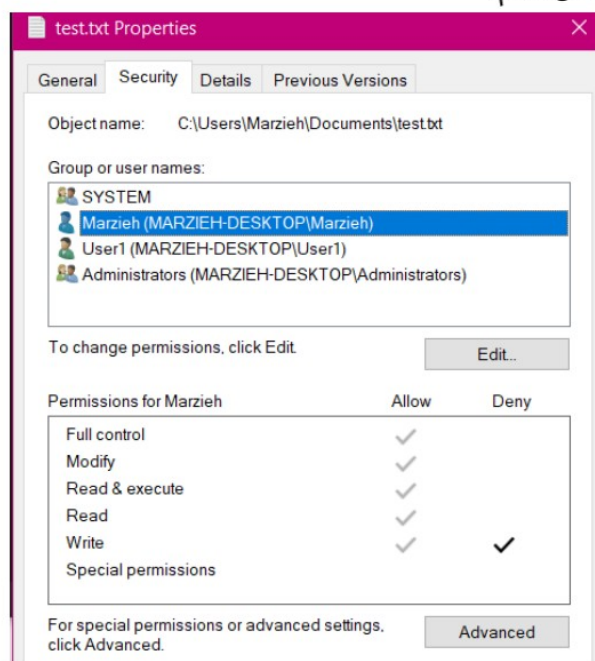 test.txt Properties
General Security Details Previous Versions
Object name: C:\Users\Marzieh\Documents\test.txt
Group or user names:
SYSTEM
Marzieh (MARZIEH-DESKTOP\Marzieh)
User1 (MARZIEH-DESKTOP\User1)
Administrators (MARZIEH-DESKTOP\Administrators)
To change permissions, click Edit.
Edit...
Permissions for Marzieh Allow Deny
Full control
Modify
Read & execute
Read
Write
Special permissions
For special permissions or advanced settings,
click Advanced.
Advanced